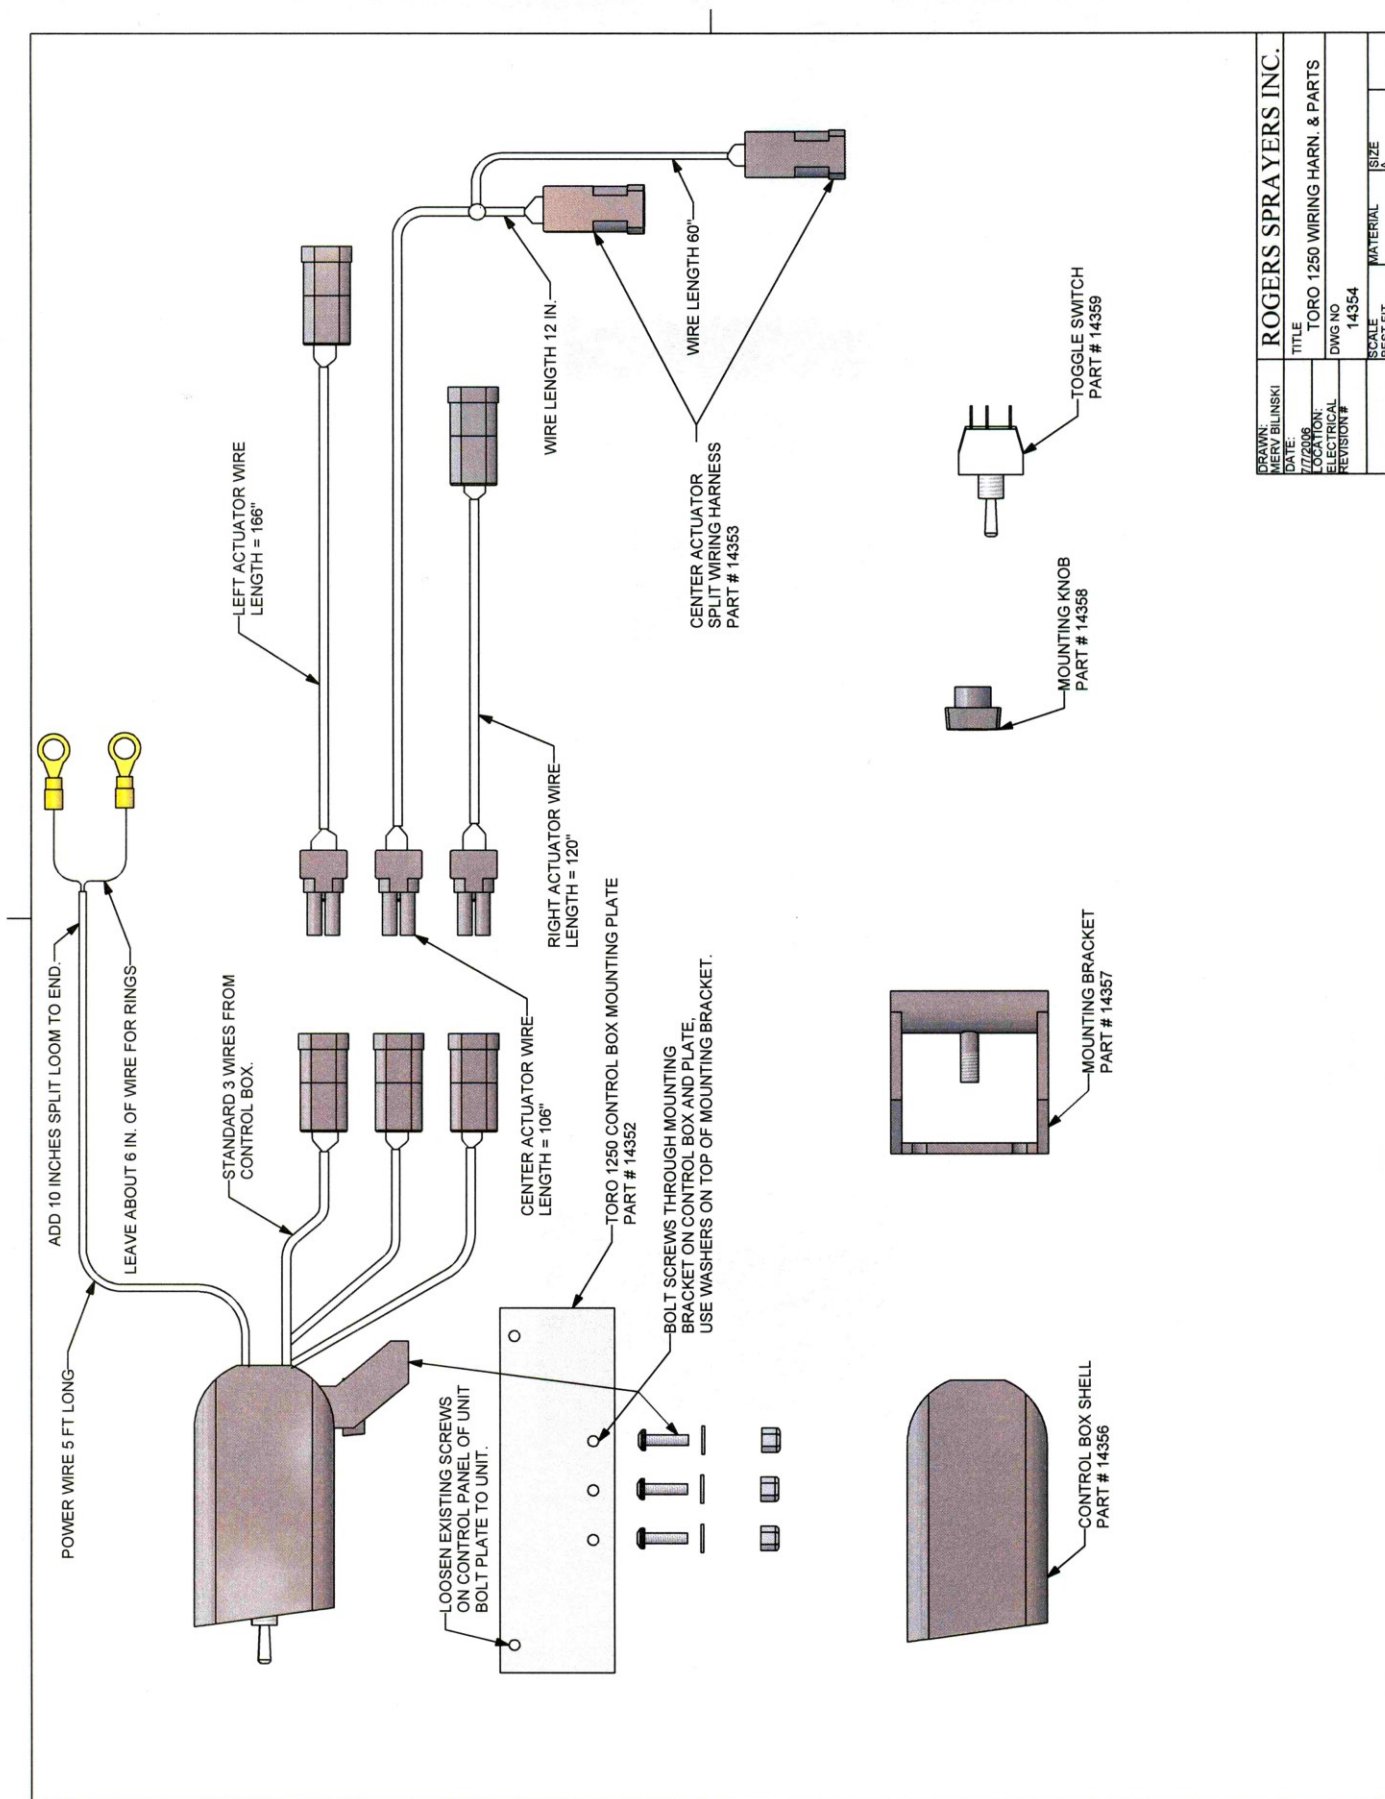 POWER WIRE 5 FT LONG
ADD 10 INCHES SPLIT LOOM TO END.
LEAVE ABOUT 6 IN. OF WIRE FOR RINGS
STANDARD 3 WIRES FROM
CONTROL BOX.
LEFT ACTUATOR WIRE
LENGTH = 166"
CENTER ACTUATOR WIRE
LENGTH = 106"
RIGHT ACTUATOR WIRE
LENGTH = 120"
WIRE LENGTH 12 IN.
WIRE LENGTH 60"
CENTER ACTUATOR
SPLIT WIRING HARNESS
PART # 14353
LOOSEN EXISTING SCREWS
ON CONTROL PANEL OF UNIT
BOLT PLATE TO UNIT.
TORO 1250 CONTROL BOX MOUNTING PLATE
PART # 14352
BOLT SCREWS THROUGH MOUNTING
BRACKET ON CONTROL BOX AND PLATE,
USE WASHERS ON TOP OF MOUNTING BRACKET.
CONTROL BOX SHELL
PART # 14356
MOUNTING BRACKET
PART # 14357
MOUNTING KNOB
PART # 14358
TOGGLE SWITCH
PART # 14359
DRAWN:
MERV BILINSKI
DATE:
7/7/2006
LOCATION:
ELECTRICAL
REVISION #
ROGERS SPRAYERS INC.
TITLE
TORO 1250 WIRING HARN. & PARTS
DWG NO
14354
SCALE
MATERIAL
SIZE